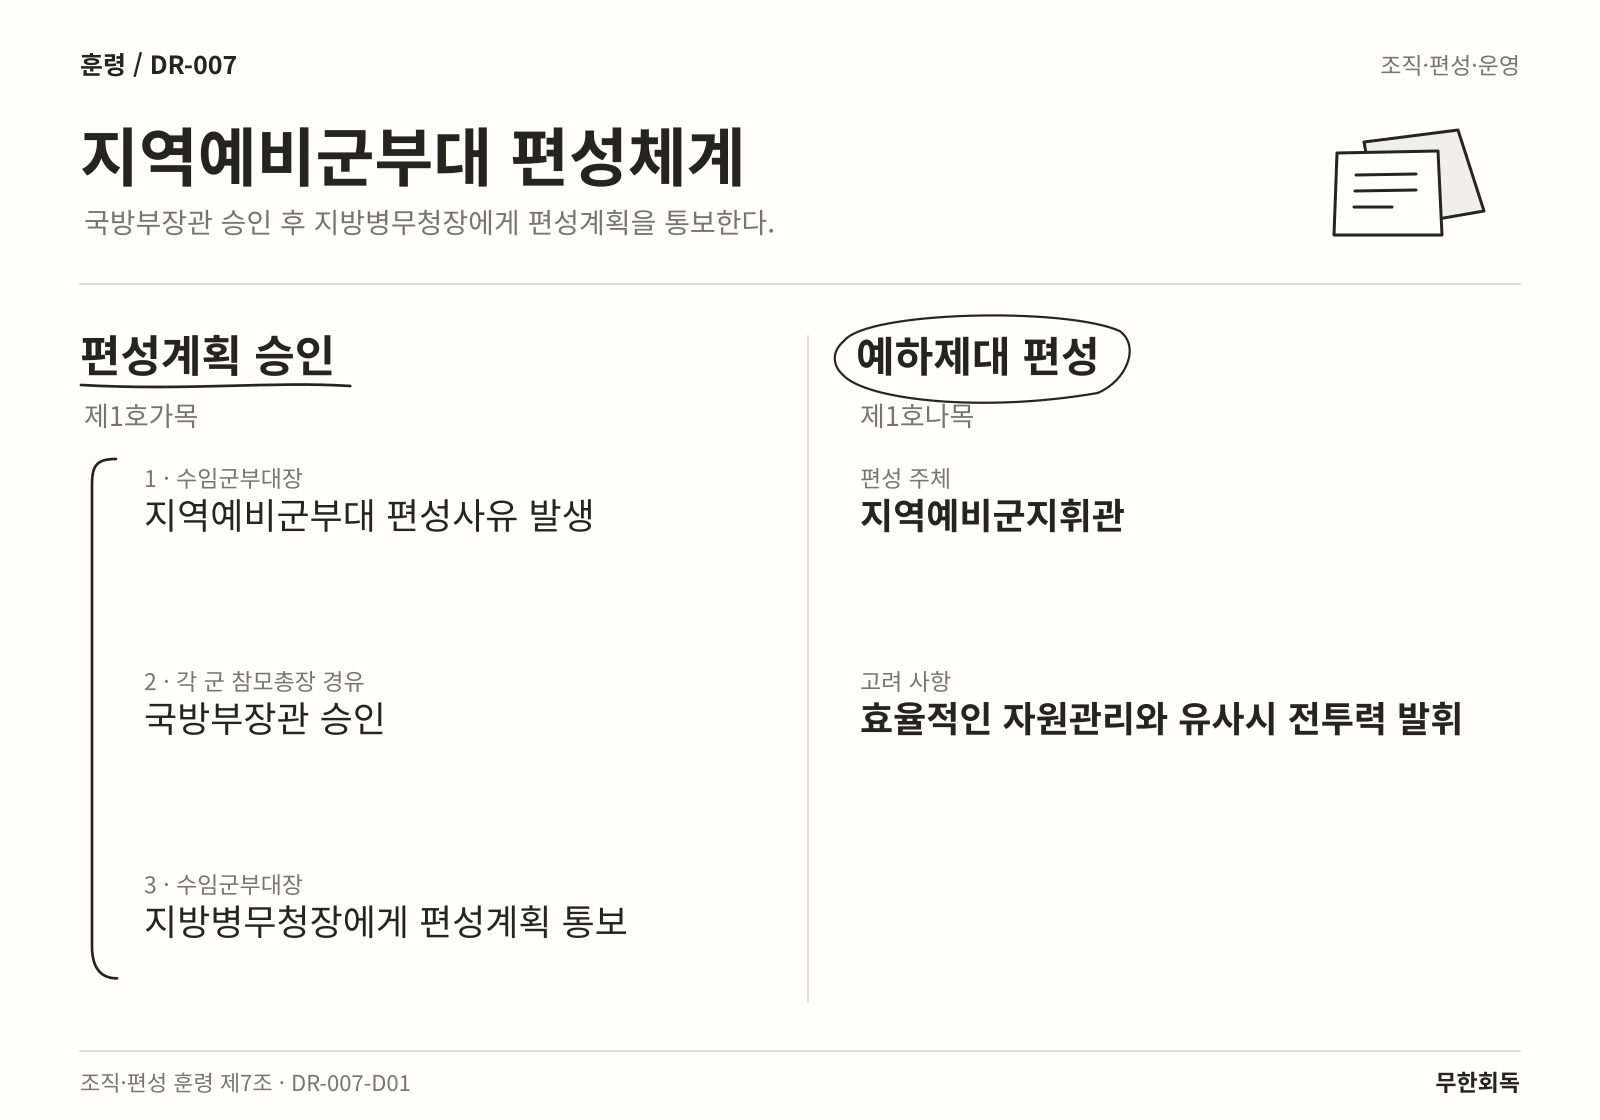 훈령 / DR-007
조직·편성·운영
지역예비군부대 편성체계
국방부장관 승인 후 지방병무청장에게 편성계획을 통보한다.
편성계획 승인
제1호가목
1 · 수임군부대장
지역예비군부대 편성사유 발생
2 · 각 군 참모총장 경유
국방부장관 승인
3 · 수임군부대장
지방병무청장에게 편성계획 통보
예하제대 편성
제1호나목
편성 주체
지역예비군지휘관
고려 사항
효율적인 자원관리와 유사시 전투력 발휘
조직·편성 훈령 제7조 · DR-007-D01
무한회독